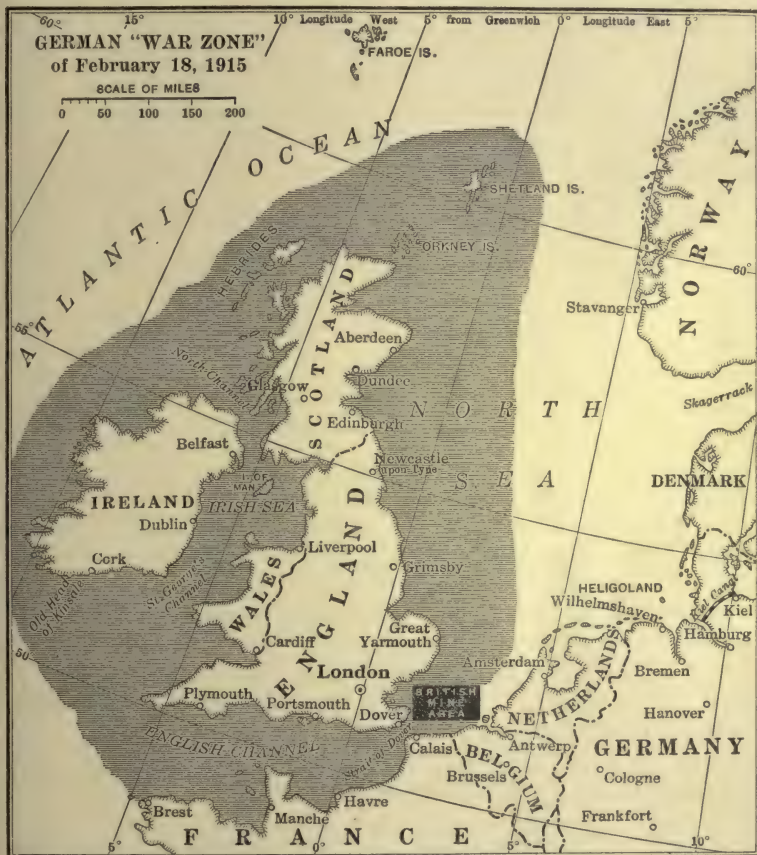 60° 15° 10° Longitude West 5° from Greenwich 0° Longitude East 5°
GERMAN "WAR ZONE"
of February 18, 1915
SCALE OF MILES
0 50 100 150 200
FAROE IS.
ATLANTIC OCEAN
SHETLAND IS.
ORKNEY IS.
HEBRIDES
NORWAY
60°
Stavanger
55°
SCOTLAND
Aberdeen
North Channel
Glasgow
Dundee
Edinburgh
NORTH
SEA
Skagerrack
Belfast
Newcastle
upon Tyne
I. OF
MAN
DENMARK
IRELAND
IRISH SEA
Dublin
Liverpool
Cork
Grimsby
Old Head
of Kinsale
St. George's
Channel
WALES
ENGLAND
HELIGOLAND
Wilhelmshaven
Kiel Canal
Kiel
Hamburg
Great
Yarmouth
Cardiff
Amsterdam
Bremen
50
London
NETHERLANDS
Plymouth
Portsmouth
Dover
BRITISH
MINE
AREA
Hanover
ENGLISH CHANNEL
Strait of Dover
Calais
Antwerp
GERMANY
BELGIUM
Brussels
Cologne
Havre
Brest
Manche
Frankfort
FRANCE
5° 0° 5° 10°